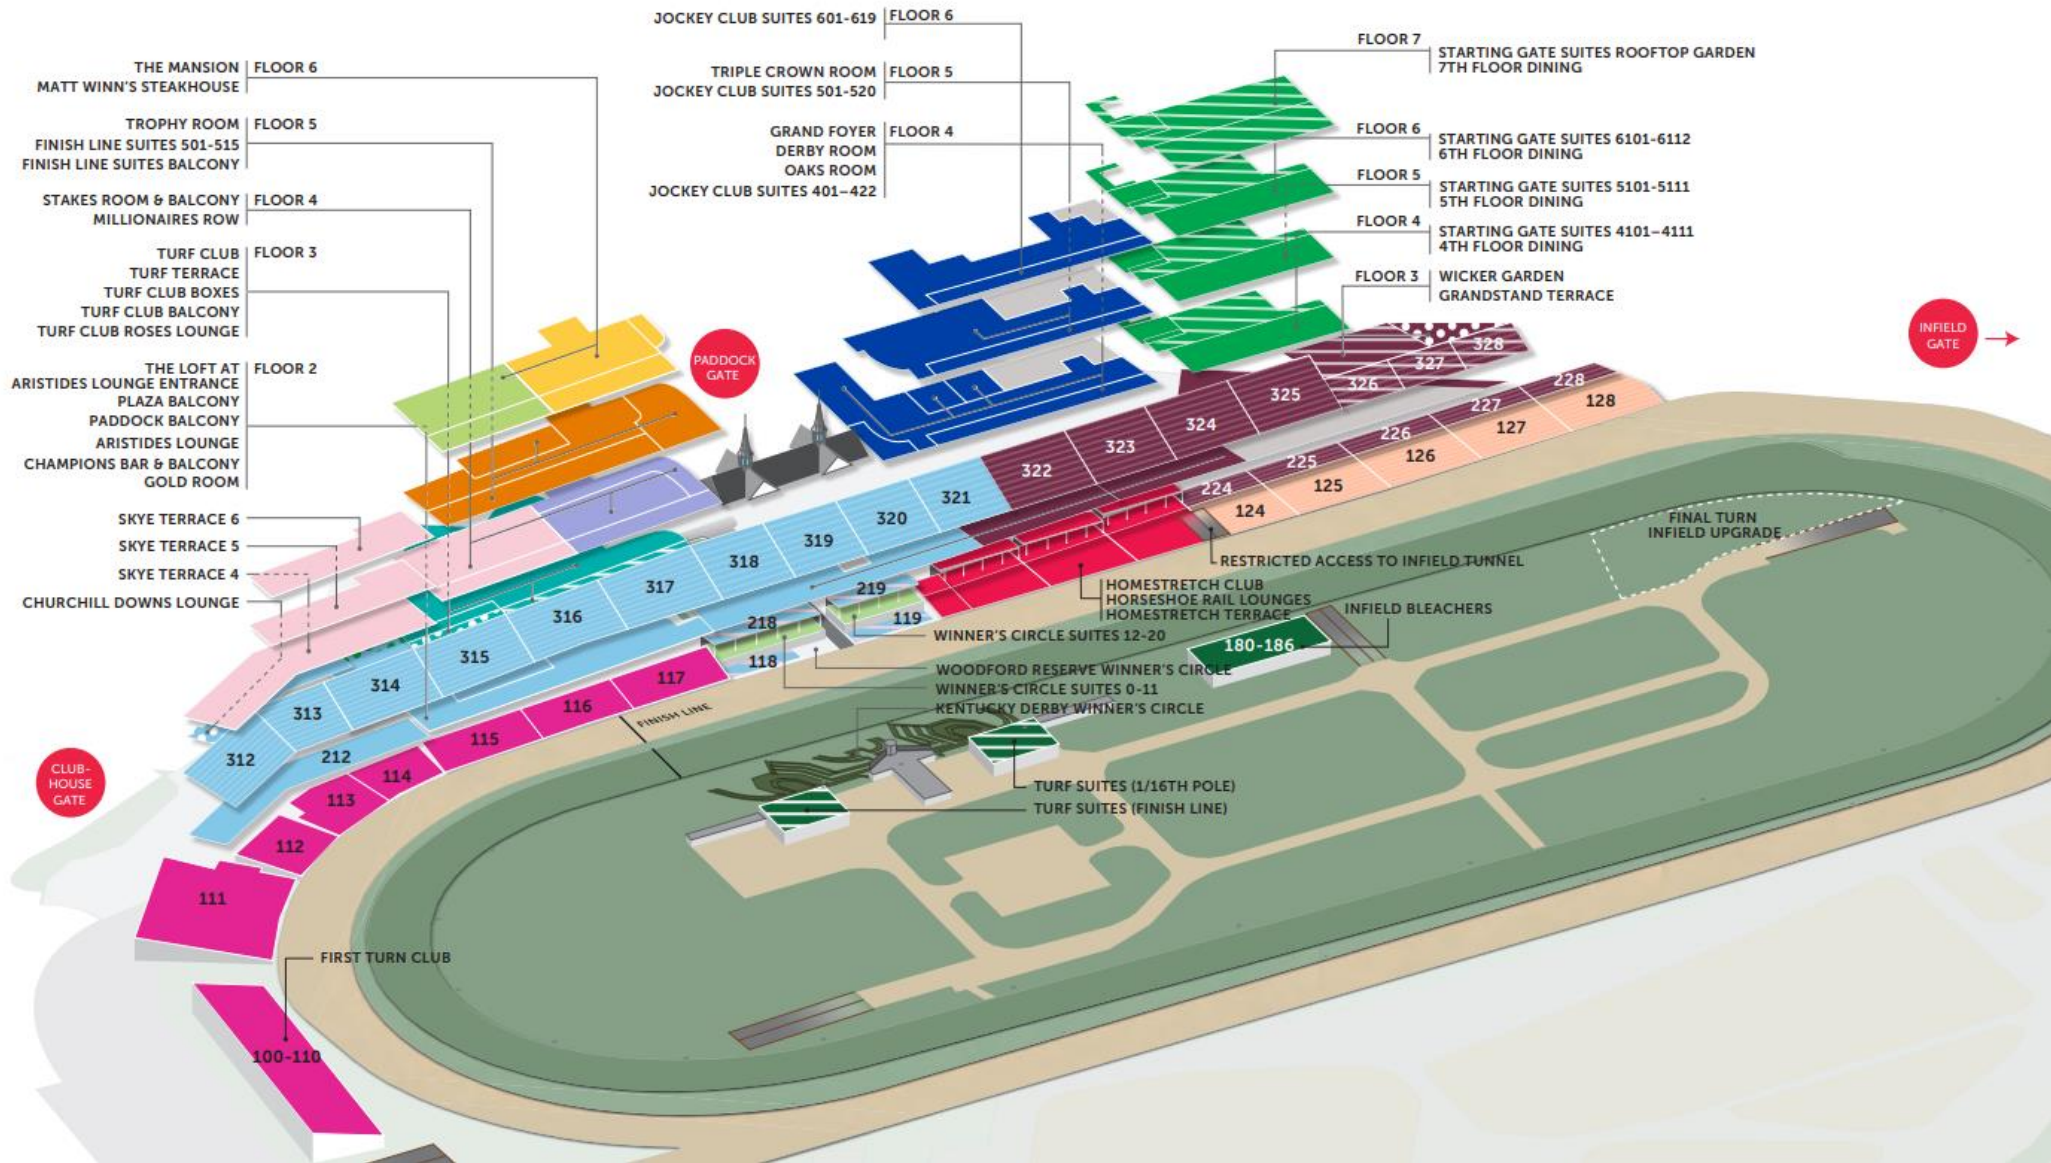 THE MANSION
MATT WINN'S STEAKHOUSE
FLOOR 6
TROPHY ROOM
FINISH LINE SUITES 501-515
FINISH LINE SUITES BALCONY
FLOOR 5
STAKES ROOM & BALCONY
MILLIONAIRES ROW
FLOOR 4
TURF CLUB
TURF TERRACE
TURF CLUB BOXES
TURF CLUB BALCONY
TURF CLUB ROSES LOUNGE
FLOOR 3
THE LOFT AT
ARISTIDES LOUNGE ENTRANCE
PLAZA BALCONY
PADDOCK BALCONY
ARISTIDES LOUNGE
CHAMPIONS BAR & BALCONY
GOLD ROOM
FLOOR 2
SKYE TERRACE 6
SKYE TERRACE 5
SKYE TERRACE 4
CHURCHILL DOWNS LOUNGE
JOCKEY CLUB SUITES 601-619
FLOOR 6
TRIPLE CROWN ROOM
JOCKEY CLUB SUITES 501-520
FLOOR 5
GRAND FOYER
DERBY ROOM
OAKS ROOM
JOCKEY CLUB SUITES 401–422
FLOOR 4
FLOOR 7
STARTING GATE SUITES ROOFTOP GARDEN
7TH FLOOR DINING
FLOOR 6
STARTING GATE SUITES 6101-6112
6TH FLOOR DINING
FLOOR 5
STARTING GATE SUITES 5101-5111
5TH FLOOR DINING
FLOOR 4
STARTING GATE SUITES 4101–4111
4TH FLOOR DINING
FLOOR 3
WICKER GARDEN
GRANDSTAND TERRACE
INFIELD
GATE
PADDOCK
GATE
CLUB-
HOUSE
GATE
312
313
314
315
316
317
318
319
320
321
322
323
324
325
326
327
328
212
218
219
224
225
226
227
228
111
112
113
114
115
116
117
118
119
124
125
126
127
128
100-110
FIRST TURN CLUB
FINISH LINE
RESTRICTED ACCESS TO INFIELD TUNNEL
HOMESTRETCH CLUB
HORSESHOE RAIL LOUNGES
HOMESTRETCH TERRACE
WINNER'S CIRCLE SUITES 12-20
WOODFORD RESERVE WINNER'S CIRCLE
WINNER'S CIRCLE SUITES 0-11
KENTUCKY DERBY WINNER'S CIRCLE
INFIELD BLEACHERS
180-186
FINAL TURN
INFIELD UPGRADE
TURF SUITES (1/16TH POLE)
TURF SUITES (FINISH LINE)